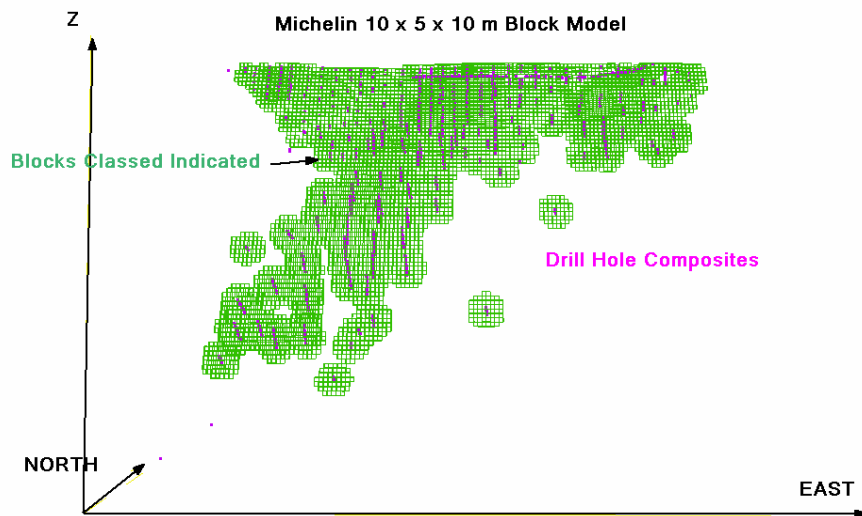 Michelin 10 x 5 x 10 m Block Model
Z
Blocks Classed Indicated
Drill Hole Composites
NORTH
EAST